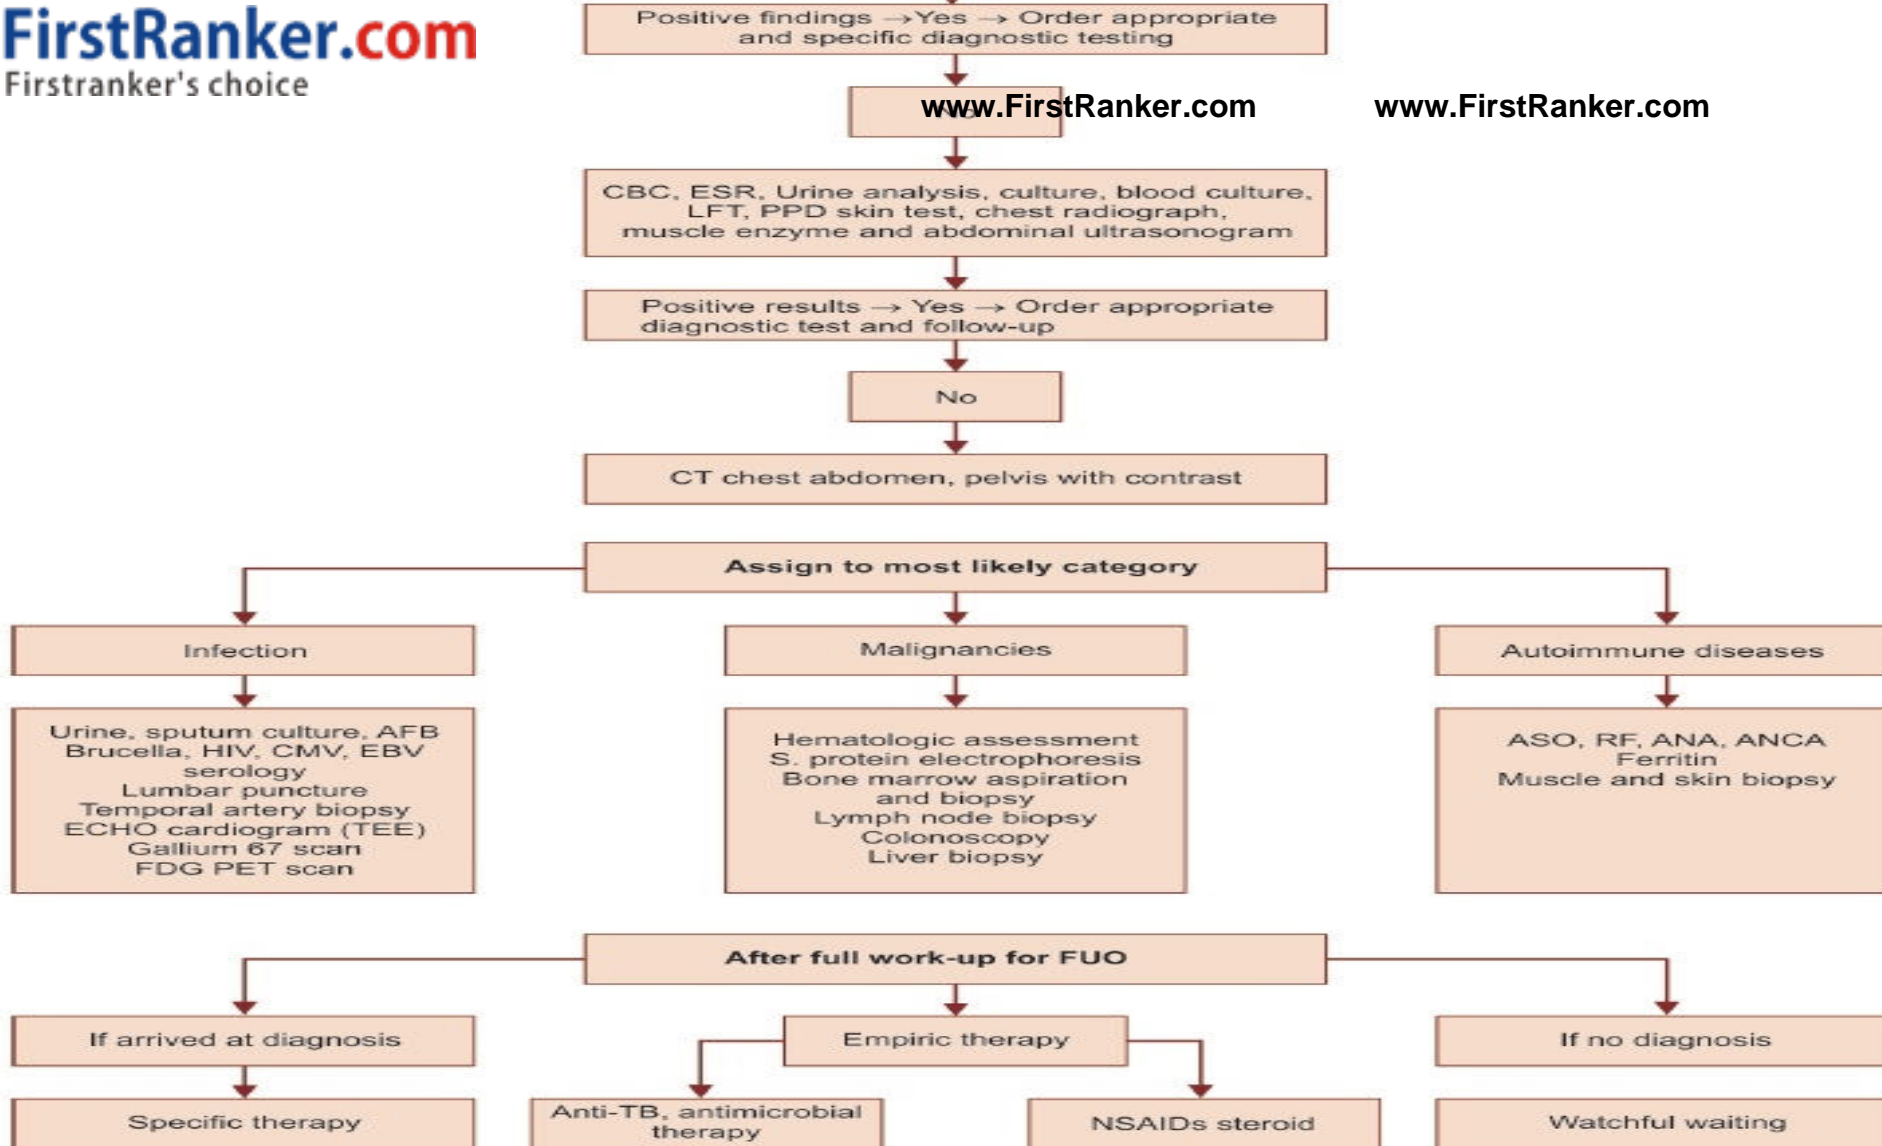 FirstRanker.com
Firstranker's choice
Positive findings →Yes → Order appropriate
and specific diagnostic testing
www.FirstRanker.com
www.FirstRanker.com
CBC, ESR, Urine analysis, culture, blood culture,
LFT, PPD skin test, chest radiograph,
muscle enzyme and abdominal ultrasonogram
Positive results → Yes → Order appropriate
diagnostic test and follow-up
No
CT chest abdomen, pelvis with contrast
Assign to most likely category
Infection
Malignancies
Autoimmune diseases
Urine, sputum culture, AFB
Brucella, HIV, CMV, EBV
serology
Lumbar puncture
Temporal artery biopsy
ECHO cardiogram (TEE)
Gallium 67 scan
FDG PET scan
Hematologic assessment
S. protein electrophoresis
Bone marrow aspiration
and biopsy
Lymph node biopsy
Colonoscopy
Liver biopsy
ASO, RF, ANA, ANCA
Ferritin
Muscle and skin biopsy
After full work-up for FUO
If arrived at diagnosis
Empiric therapy
If no diagnosis
Specific therapy
Anti-TB, antimicrobial
therapy
NSAIDs steroid
Watchful waiting